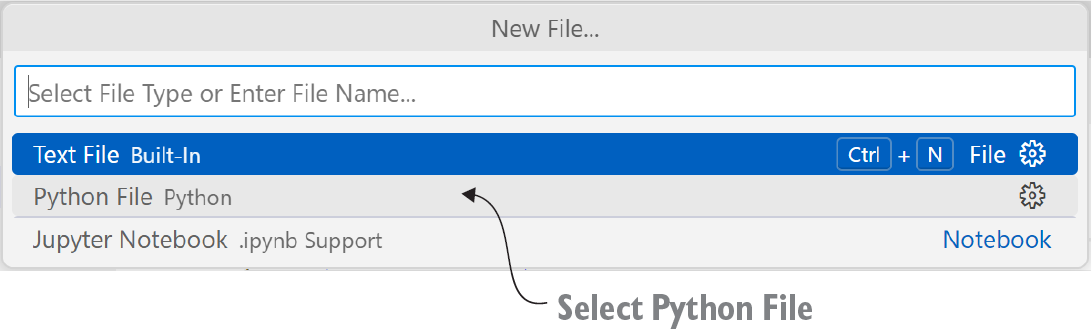 New File...
Select File Type or Enter File Name...
Text File Built-In Ctrl + N File
Python File Python
Jupyter Notebook .ipynb Support Notebook
Select Python File